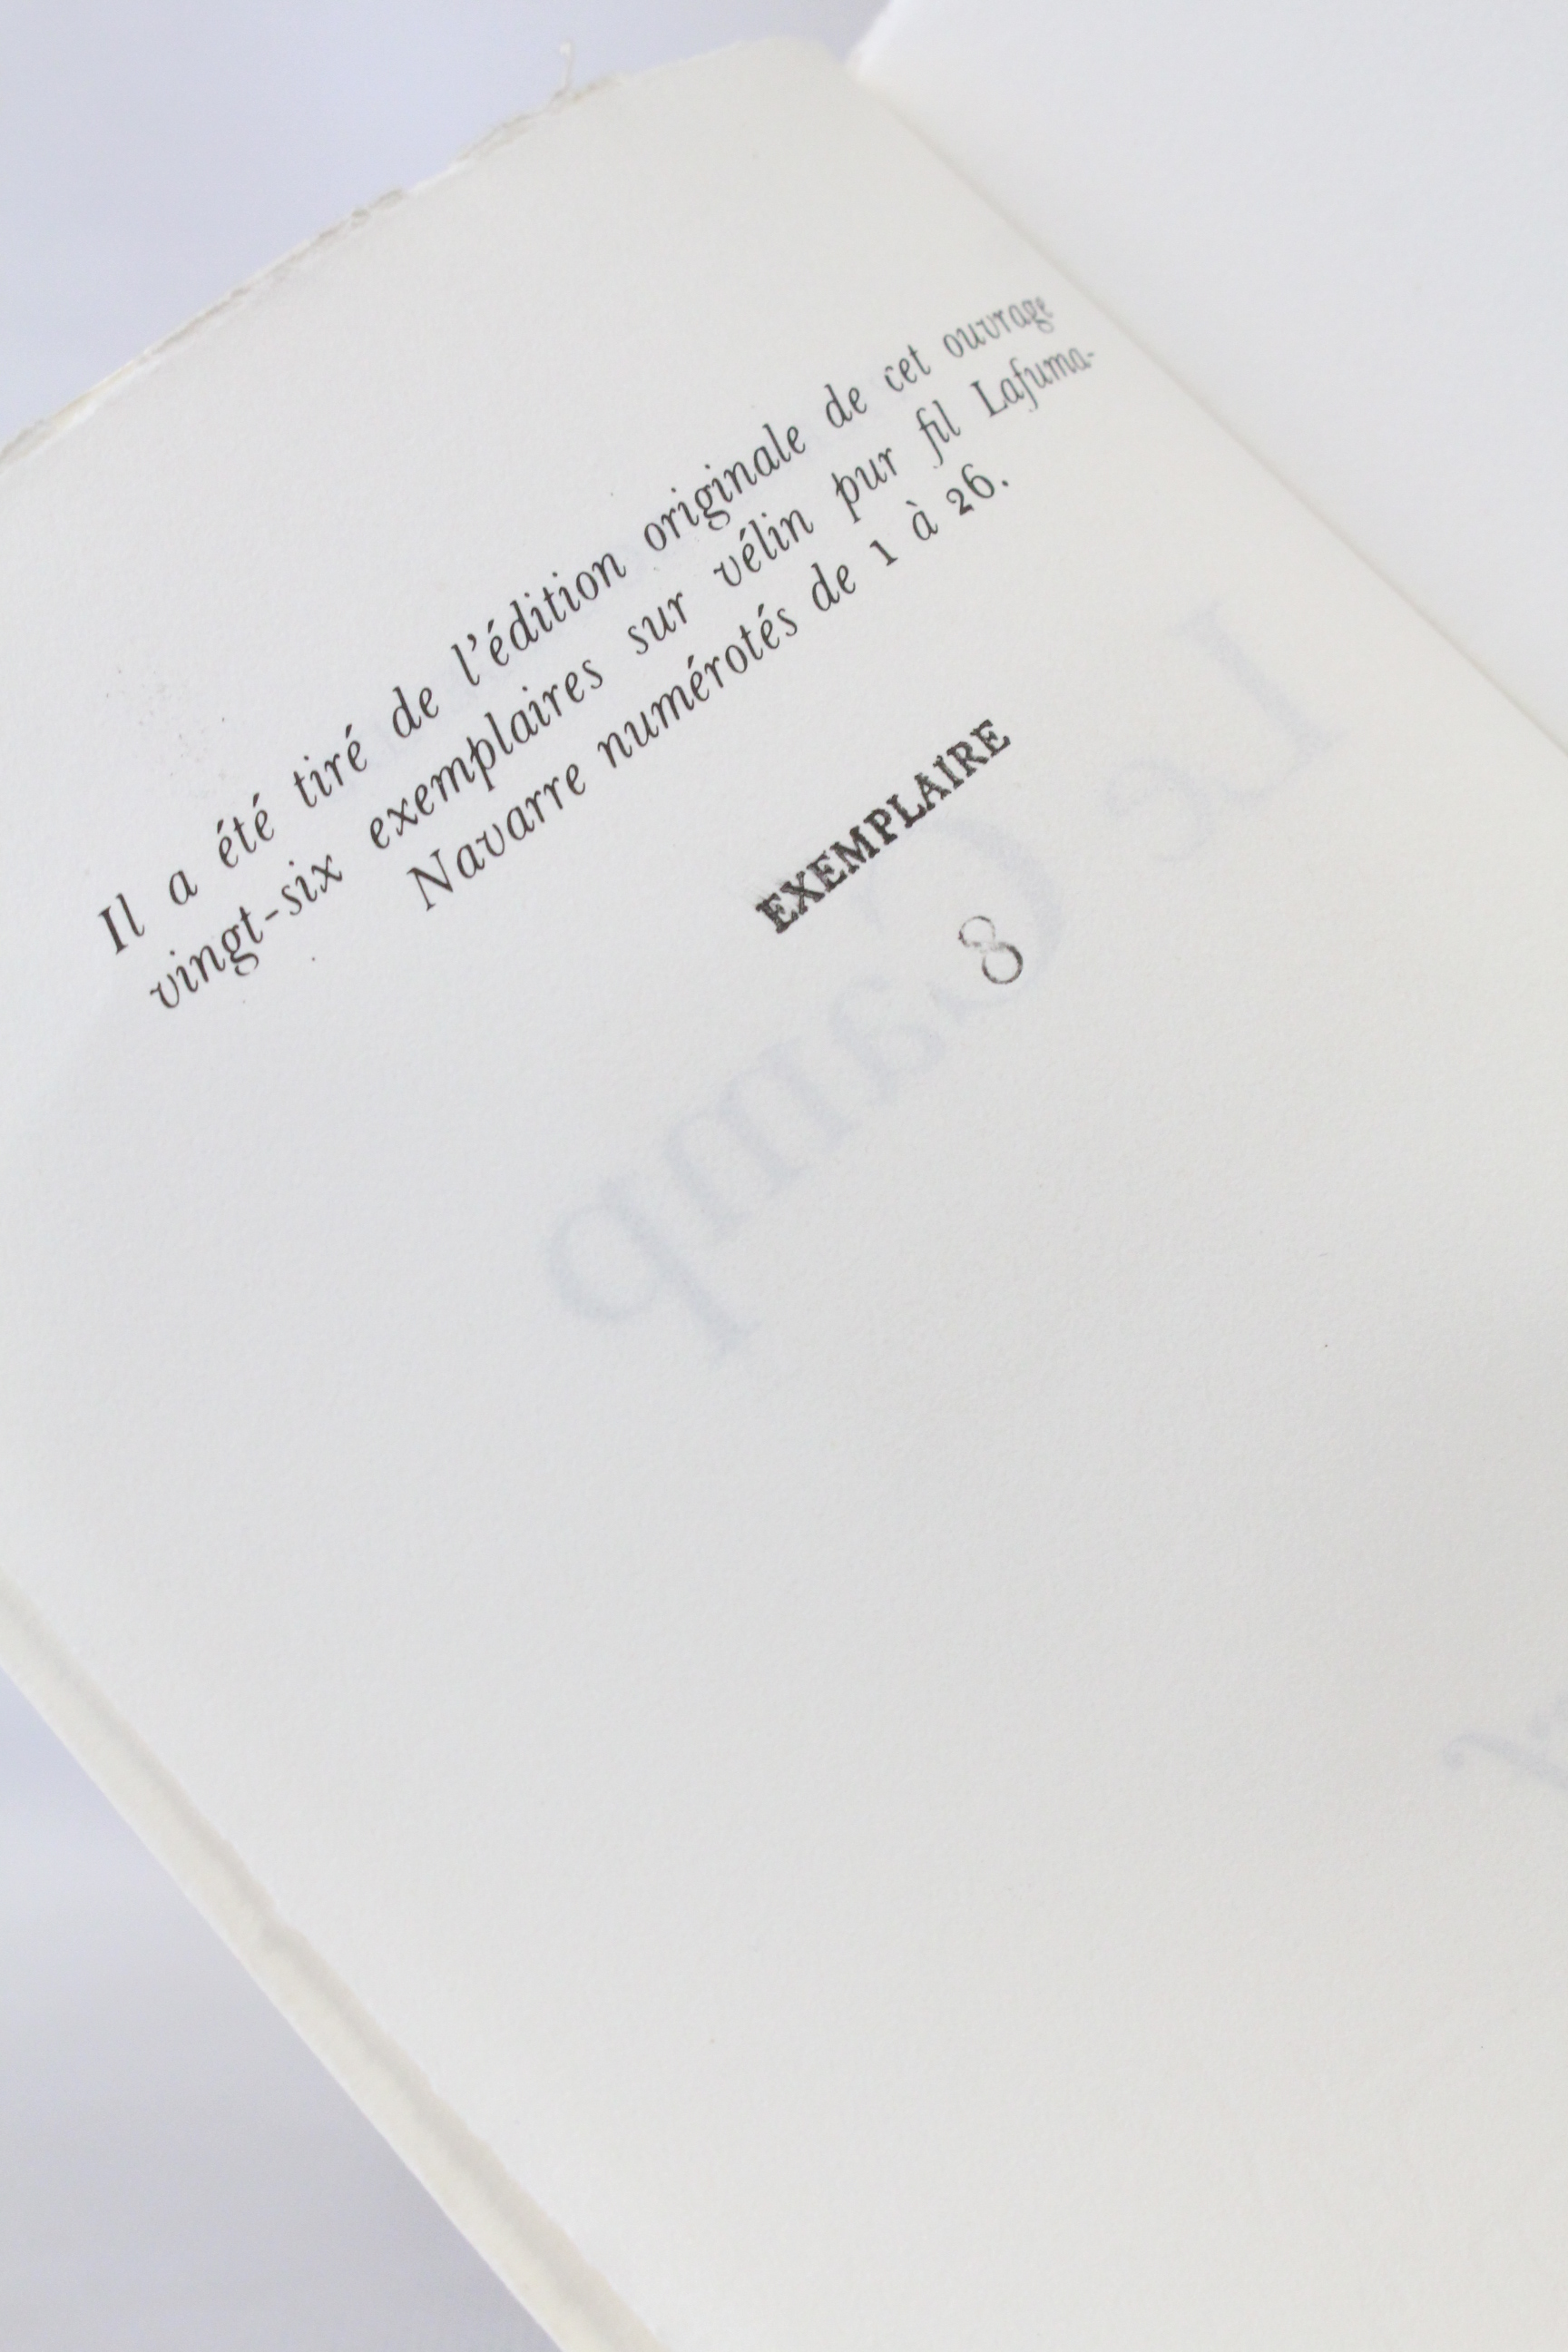 Il a été tiré de l'édition originale de cet ouvrage
vingt-six exemplaires sur vélin pur fil Lafuma-
Navarre numérotés de 1 à 26.
EXEMPLAIRE
8